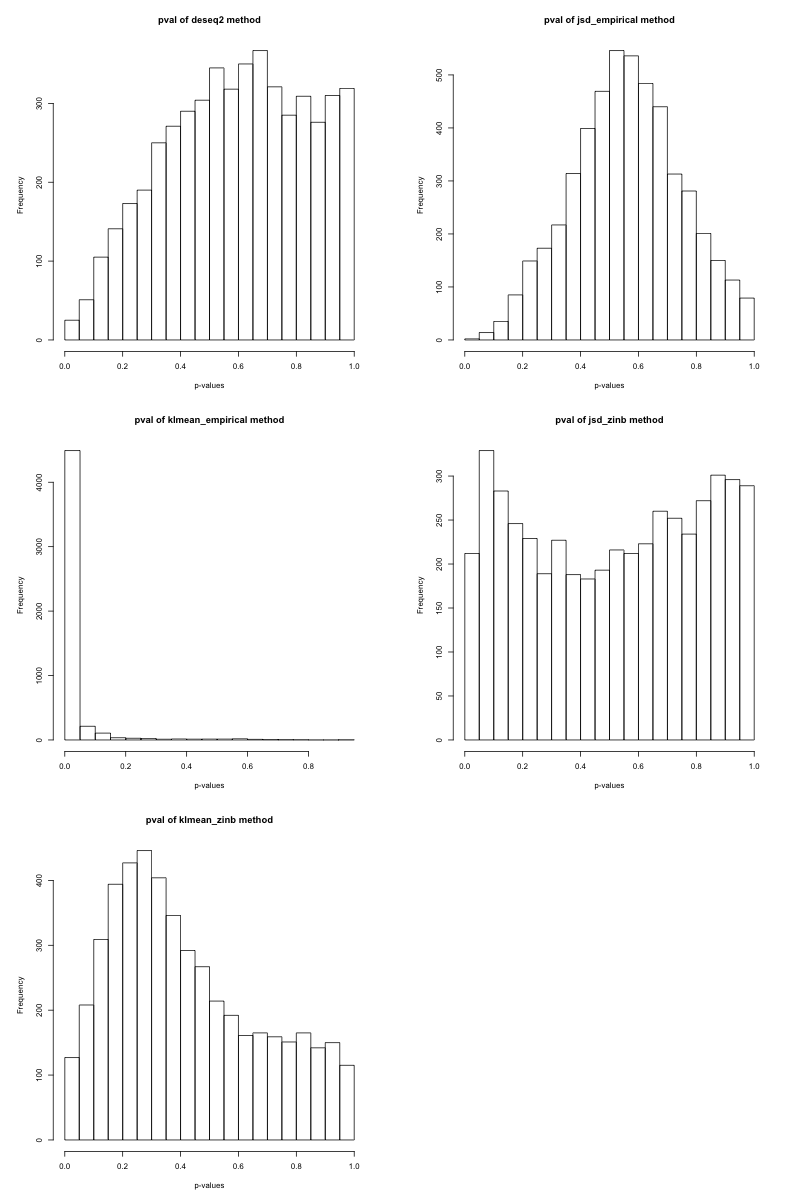 pval of deseq2 method
Frequency
0 100 200 300
0.0 0.2 0.4 0.6 0.8 1.0
p-values
pval of jsd_empirical method
Frequency
0 100 200 300 400 500
0.0 0.2 0.4 0.6 0.8 1.0
p-values
pval of klmean_empirical method
Frequency
0 1000 2000 3000 4000
0.0 0.2 0.4 0.6 0.8
p-values
pval of jsd_zinb method
Frequency
0 50 100 150 200 250 300
0.0 0.2 0.4 0.6 0.8 1.0
p-values
pval of klmean_zinb method
Frequency
0 100 200 300 400
0.0 0.2 0.4 0.6 0.8 1.0
p-values